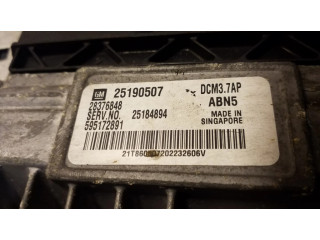 GM 25190507 DCM3.7AP
28376848 ABN5
SERV.NO. 25184894 MADE IN
595172891 SINGAPORE